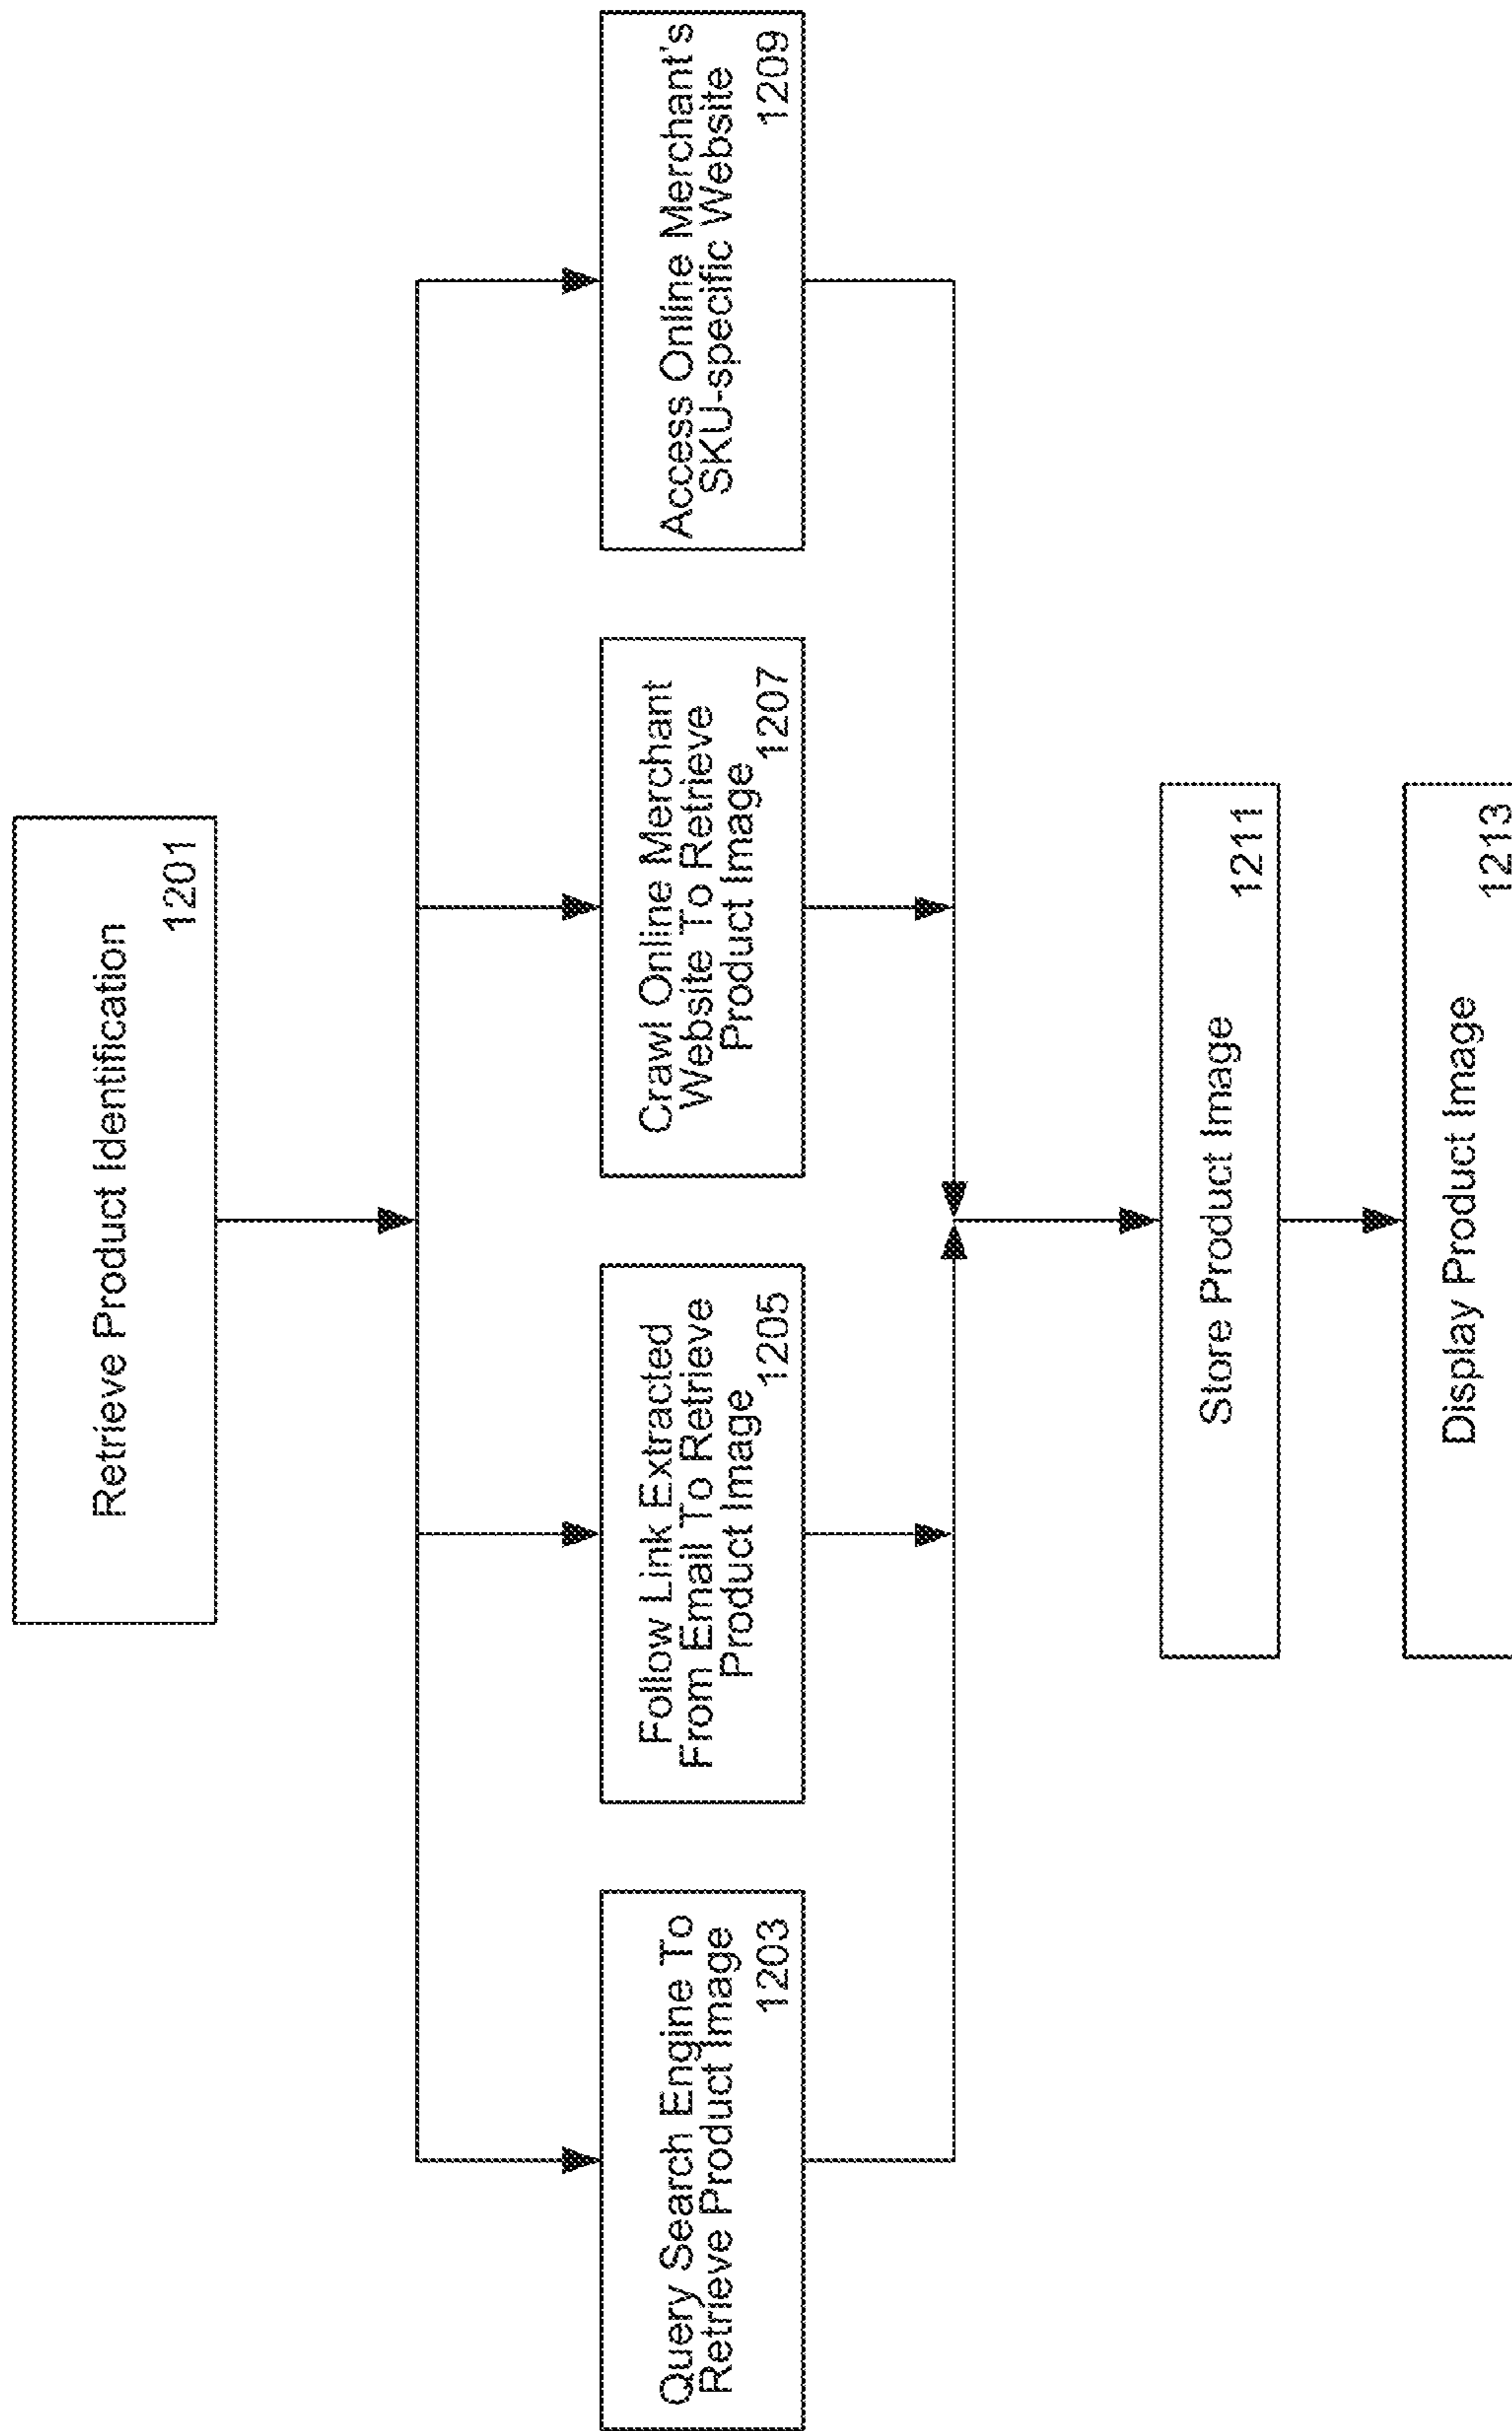 Retrieve Product Identification
1201
Query Search Engine To
Retrieve Product Image
1203
Follow Link Extracted
From Email To Retrieve
Product Image
1205
Crawl Online Merchant
Website To Retrieve
Product Image
1207
Access Online Merchant's
SKU-specific Website
1209
Store Product Image
1211
Display Product Image
1213